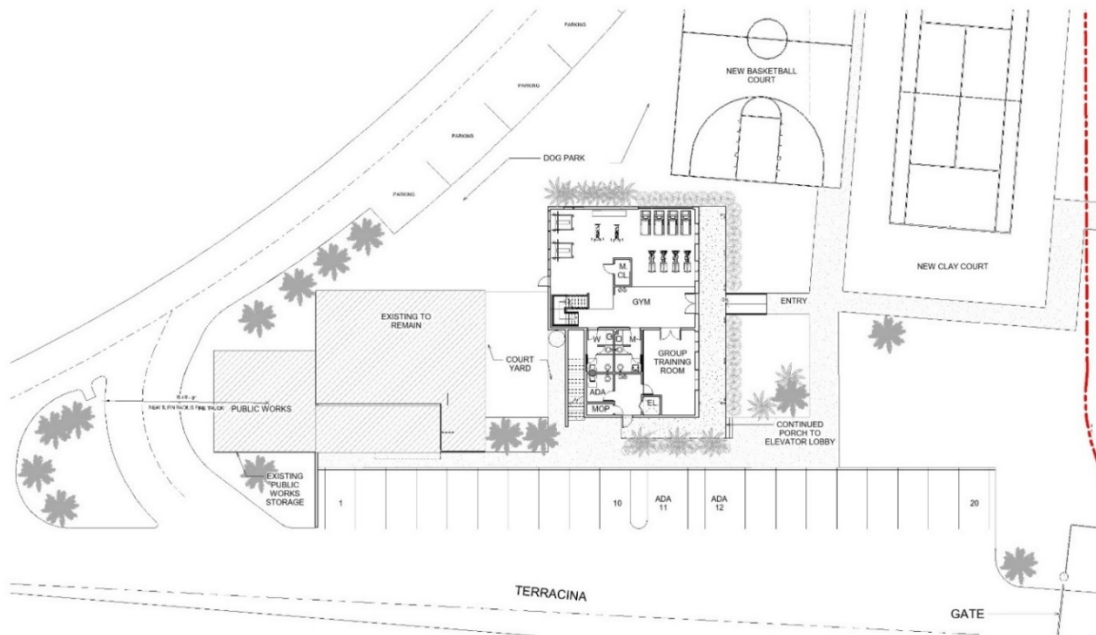 PARKING
PARKING
PARKING
PARKING
DOG PARK
NEW BASKETBALL
COURT
NEW CLAY COURT
M.
CL.
GYM
ENTRY
EXISTING TO
REMAIN
COURT
YARD
W
M
GROUP
TRAINING
ROOM
ADA
MOP
EL.
PUBLIC WORKS
EXISTING
PUBLIC
WORKS
STORAGE
CONTINUED
PORCH TO
ELEVATOR LOBBY
1
10
ADA
11
ADA
12
20
TERRACINA
GATE